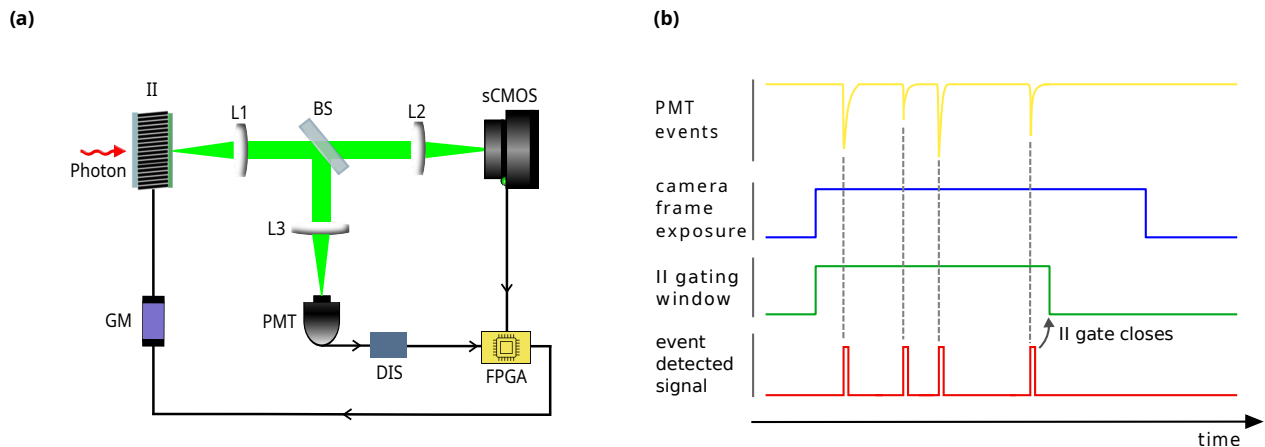 (a)
II
L1
BS
L2
sCMOS
Photon
L3
GM
PMT
DIS
FPGA
(b)
PMT
events
camera
frame
exposure
II gating
window
event
detected
signal
II gate closes
time